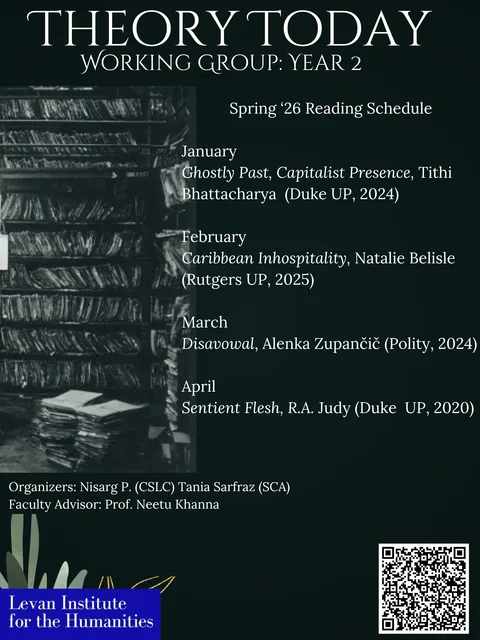 Theory Today
Working Group: Year 2
Spring ‘26 Reading Schedule
January
Ghostly Past, Capitalist Presence, Tithi
Bhattacharya (Duke UP, 2024)
February
Caribbean Inhospitality, Natalie Belisle
(Rutgers UP, 2025)
March
Disavowal, Alenka Zupančič (Polity, 2024)
April
Sentient Flesh, R.A. Judy (Duke UP, 2020)
Organizers: Nisarg P. (CSLC) Tania Sarfraz (SCA)
Faculty Advisor: Prof. Neetu Khanna
Levan Institute
for the Humanities